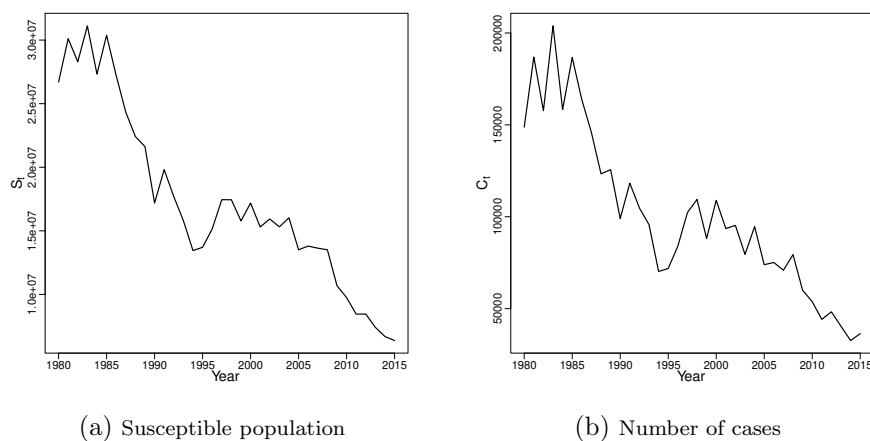 3.0e+07
2.5e+07
2.0e+07
1.5e+07
1.0e+07
St
1980 1985 1990 1995 2000 2005 2010 2015
Year
(a) Susceptible population
200000
150000
100000
50000
Ct
1980 1985 1990 1995 2000 2005 2010 2015
Year
(b) Number of cases